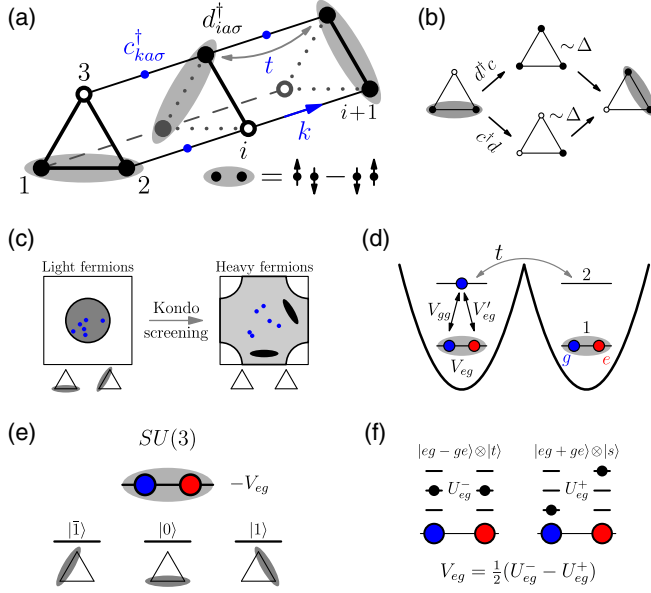 (a)
c†kaσ
d†iaσ
t
3
k
i+1
i
1
2
=
−
(b)
d†c
∼Δ
c†d
∼Δ
(c)
Light fermions
Heavy fermions
Kondo
screening
(d)
t
2
Vgg
V′eg
1
Veg
g
e
(e)
SU(3)
−Veg
|1̄⟩
|0⟩
|1⟩
(f)
|eg − ge⟩⊗|t⟩
|eg + ge⟩⊗|s⟩
U−eg
U+eg
Veg = ½(U−eg − U+eg)